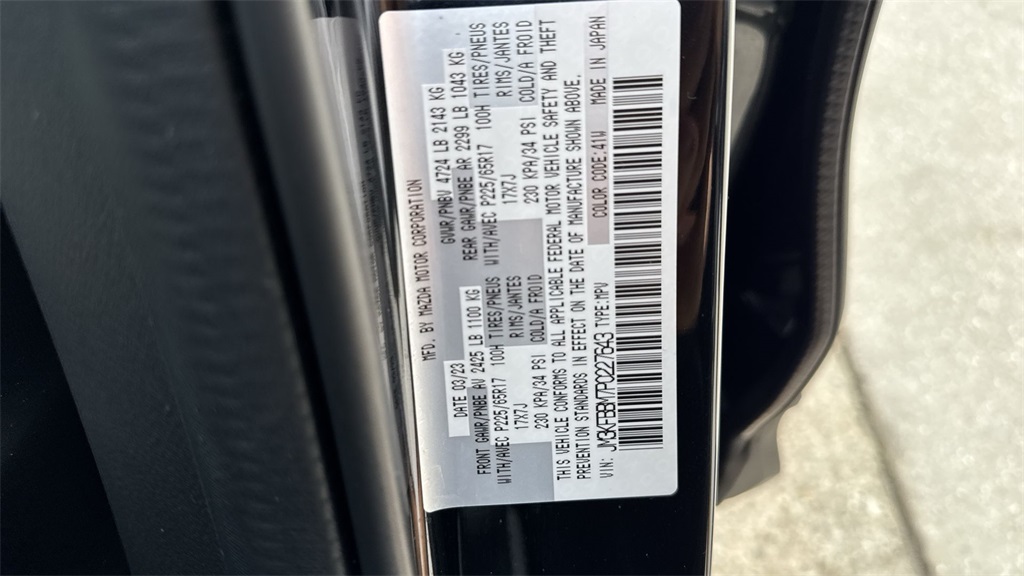 MFD. BY MAZDA MOTOR CORPORATION
DATE 03/23 GVWR/PNBV 4724 LB 2143 KG
FRONT GAWR/PNBE AV 2425 LB 1100 KG REAR GAWR/PNBE AR 2299 LB 1043 KG
WITH/AVEC P225/65R17 100H TIRES/PNEUS WITH/AVEC P225/65R17 100H TIRES/PNEUS
17X7J RIMS/JANTES 17X7J RIMS/JANTES
230 KPA/34 PSI COLD/A FROID 230 KPA/34 PSI COLD/A FROID
THIS VEHICLE CONFORMS TO ALL APPLICABLE FEDERAL MOTOR VEHICLE SAFETY AND THEFT
PREVENTION STANDARDS IN EFFECT ON THE DATE OF MANUFACTURE SHOWN ABOVE.
VIN: JM3KFBBM7P0227643 TYPE:MPV COLOR CODE:41W MADE IN JAPAN